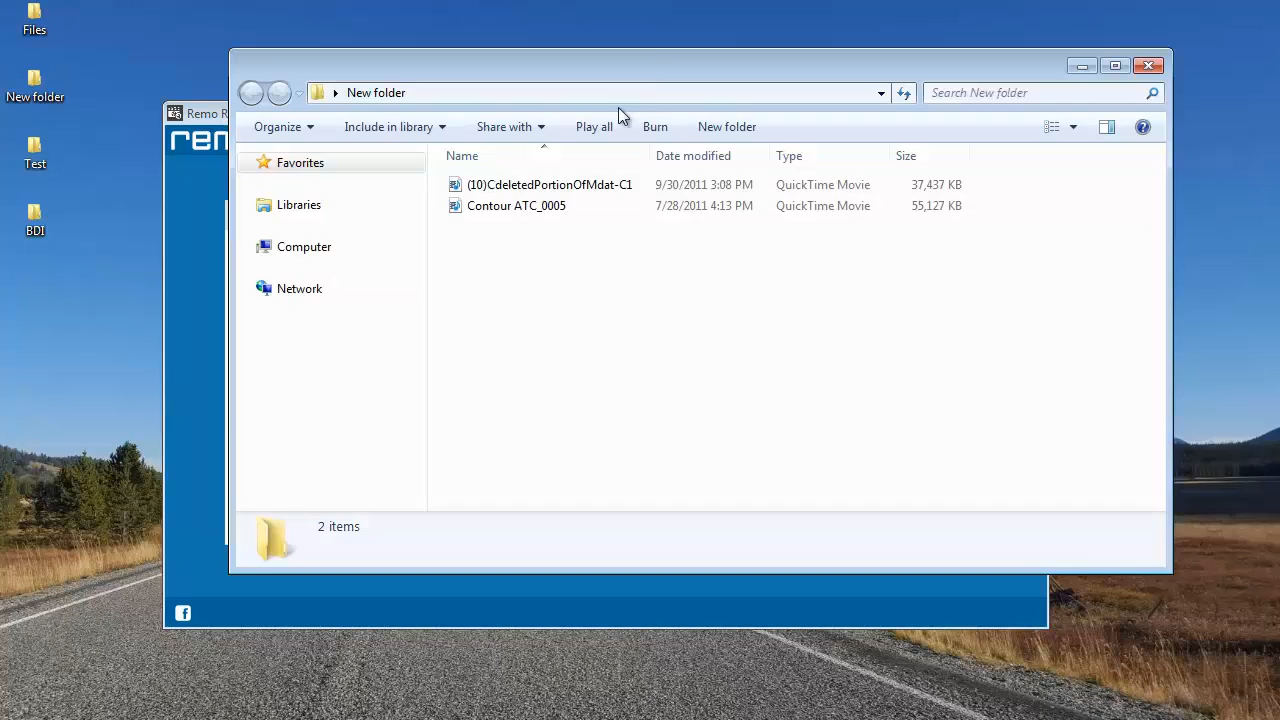 Files
New folder
Test
BDI
Remo R
rem
New folder
Search New folder
Organize
Include in library
Share with
Play all
Burn
New folder
Favorites
Libraries
Computer
Network
Name Date modified Type Size
(10)CdeletedPortionOfMdat-C1 9/30/2011 3:08 PM QuickTime Movie 37,437 KB
Contour ATC_0005 7/28/2011 4:13 PM QuickTime Movie 55,127 KB
2 items
f